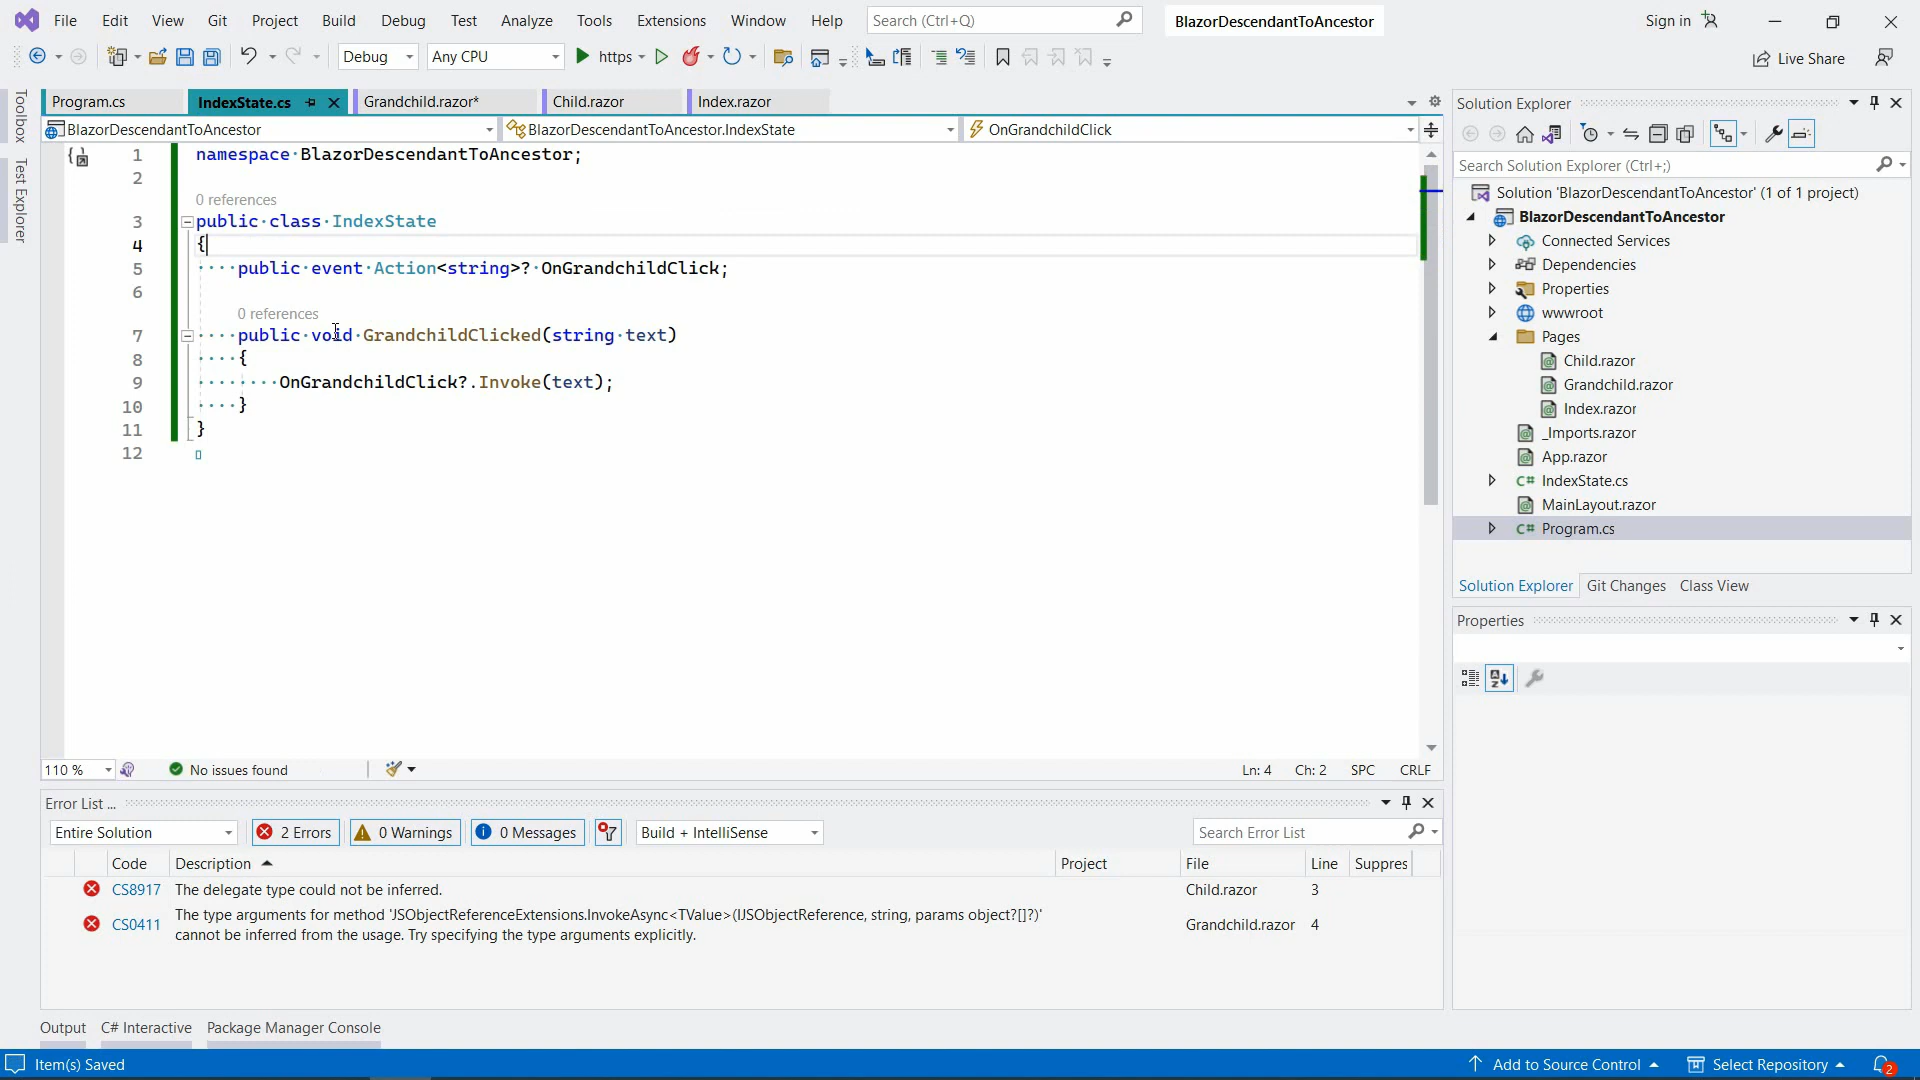 File Edit View Git Project Build Debug Test Analyze Tools Extensions Window Help Search (Ctrl+Q) BlazorDescendantToAncestor Sign in
Debug Any CPU https Live Share
Toolbox
Test Explorer
Program.cs IndexState.cs Grandchild.razor* Child.razor Index.razor
BlazorDescendantToAncestor BlazorDescendantToAncestor.IndexState OnGrandchildClick
1 namespace BlazorDescendantToAncestor;
2
0 references
3 public class IndexState
4 {
5 public event Action<string>? OnGrandchildClick;
6
0 references
7 public void GrandchildClicked(string text)
8 {
9 OnGrandchildClick?.Invoke(text);
10 }
11 }
12
110 % No issues found Ln: 4 Ch: 2 SPC CRLF
Error List ...
Entire Solution 2 Errors 0 Warnings 0 Messages Build + IntelliSense Search Error List
Code Description Project File Line Suppres
CS8917 The delegate type could not be inferred. Child.razor 3
CS0411 The type arguments for method 'JSObjectReferenceExtensions.InvokeAsync<TValue>(IJSObjectReference, string, params object?[]?)' cannot be inferred from the usage. Try specifying the type arguments explicitly. Grandchild.razor 4
Output C# Interactive Package Manager Console
Solution Explorer
Search Solution Explorer (Ctrl+;)
Solution 'BlazorDescendantToAncestor' (1 of 1 project)
BlazorDescendantToAncestor
Connected Services
Dependencies
Properties
wwwroot
Pages
Child.razor
Grandchild.razor
Index.razor
_Imports.razor
App.razor
C# IndexState.cs
MainLayout.razor
C# Program.cs
Solution Explorer Git Changes Class View
Properties
Item(s) Saved Add to Source Control Select Repository 2